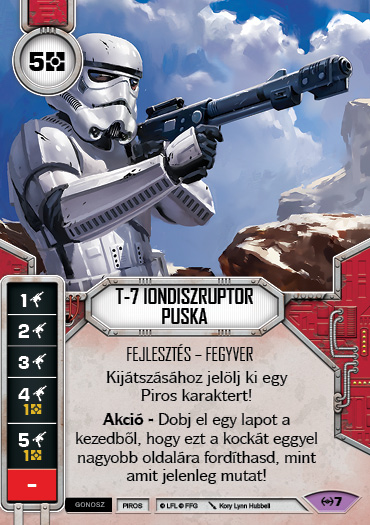 5
T-7 IONDISZRUPTOR
PUSKA
1
2
3
4
1
5
1
–
FEJLESZTÉS – FEGYVER
Kijátszásához jelölj ki egy
Piros karaktert!
Akció - Dobj el egy lapot a
kezedből, hogy ezt a kockát eggyel
nagyobb oldalára fordíthasd, mint
amit jelenleg mutat!
GONOSZ PIROS © LFL © FFG Kory Lynn Hubbell 7